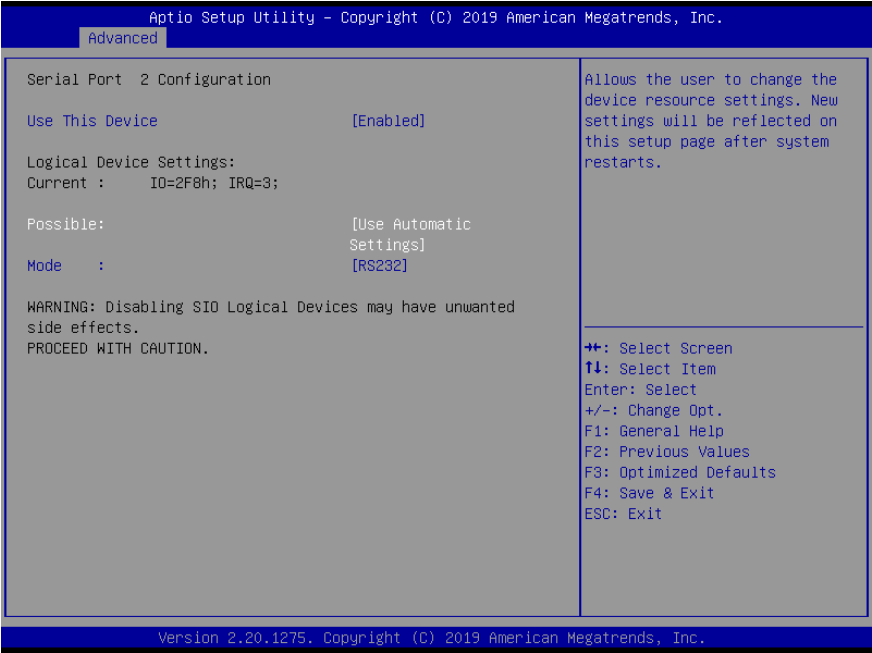 Aptio Setup Utility – Copyright (C) 2019 American Megatrends, Inc.
Advanced
Serial Port  2 Configuration
Use This Device [Enabled]
Logical Device Settings:
Current : IO=2F8h; IRQ=3;
Possible: [Use Automatic
Settings]
Mode : [RS232]
WARNING: Disabling SIO Logical Devices may have unwanted
side effects.
PROCEED WITH CAUTION.
Allows the user to change the
device resource settings. New
settings will be reflected on
this setup page after system
restarts.
→←: Select Screen
↑↓: Select Item
Enter: Select
+/-: Change Opt.
F1: General Help
F2: Previous Values
F3: Optimized Defaults
F4: Save & Exit
ESC: Exit
Version 2.20.1275. Copyright (C) 2019 American Megatrends, Inc.